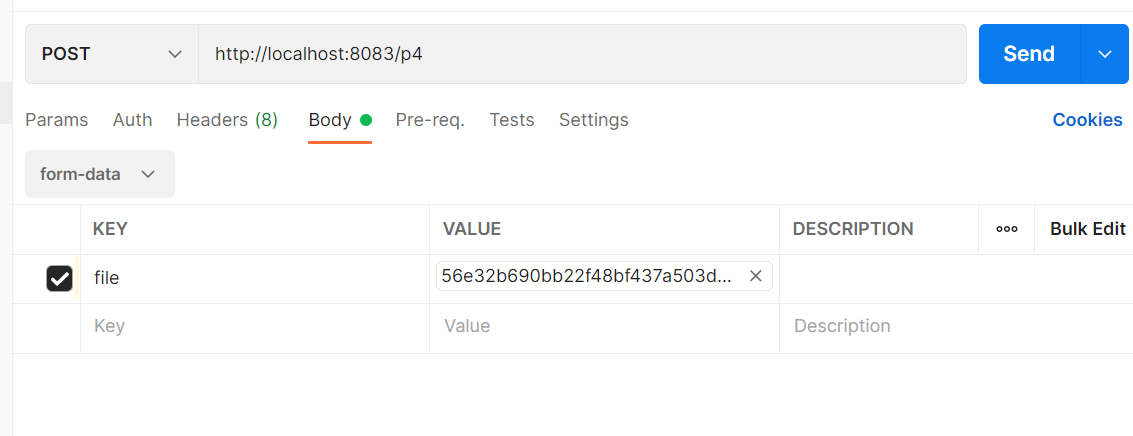 POST http://localhost:8083/p4 Send
Params Auth Headers (8) Body Pre-req. Tests Settings Cookies
form-data
KEY VALUE DESCRIPTION ooo Bulk Edit
file 56e32b690bb22f48bf437a503d...
Key Value Description